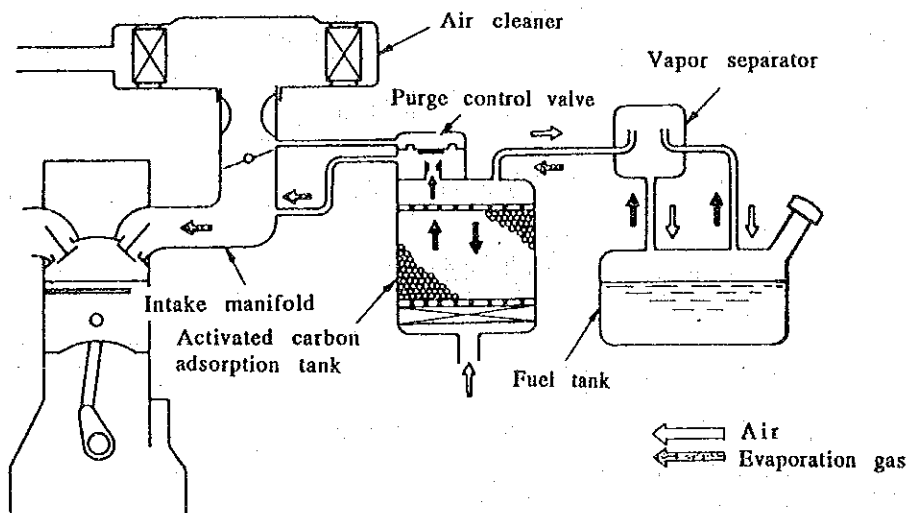 Air cleaner
Vapor separator
Purge control valve
Intake manifold
Activated carbon
adsorption tank
Fuel tank
Air
Evaporation gas